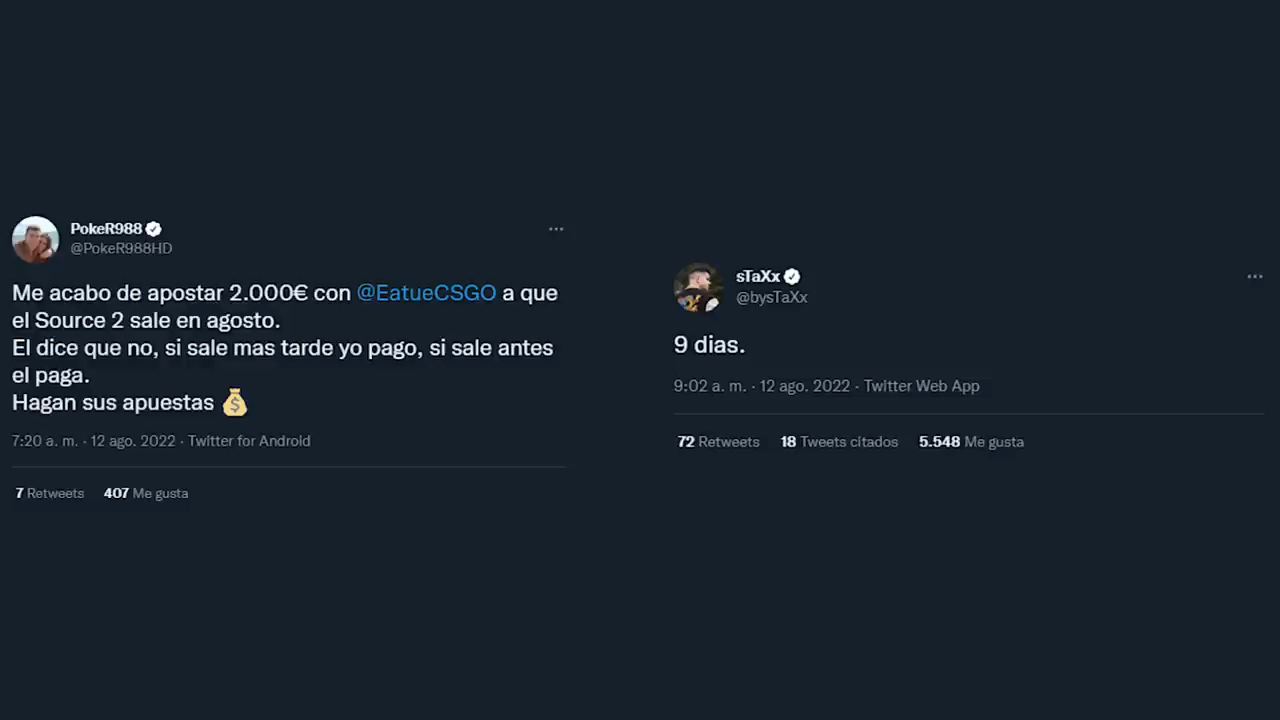 PokeR988
@PokeR988HD
Me acabo de apostar 2.000€ con @EatueCSGO a que
el Source 2 sale en agosto.
El dice que no, si sale mas tarde yo pago, si sale antes
el paga.
Hagan sus apuestas 💰
7:20 a. m. · 12 ago. 2022 · Twitter for Android
7 Retweets 407 Me gusta
sTaXx
@bysTaXx
9 dias.
9:02 a. m. · 12 ago. 2022 · Twitter Web App
72 Retweets 18 Tweets citados 5.548 Me gusta